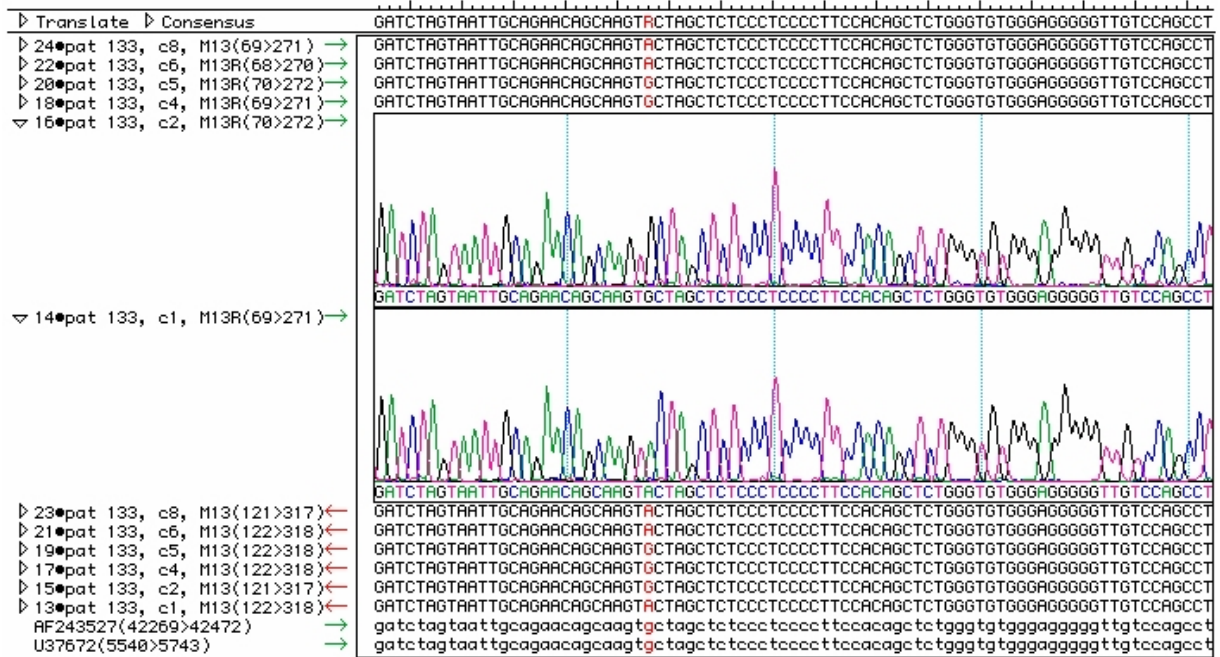 Translate Consensus GATCTAGTAATTGCAGAACAGCAAGTRCTAGCTCTCCCTCCCCTTCCACAGCTCTGGGTGTGGGAGGGGGTTGTCCAGCCT
24●pat 133, c8, M13(69>271) → GATCTAGTAATTGCAGAACAGCAAGTACTAGCTCTCCCTCCCCTTCCACAGCTCTGGGTGTGGGAGGGGGTTGTCCAGCCT
22●pat 133, c6, M13R(68>270) → GATCTAGTAATTGCAGAACAGCAAGTACTAGCTCTCCCTCCCCTTCCACAGCTCTGGGTGTGGGAGGGGGTTGTCCAGCCT
20●pat 133, c5, M13R(70>272) → GATCTAGTAATTGCAGAACAGCAAGTGCTAGCTCTCCCTCCCCTTCCACAGCTCTGGGTGTGGGAGGGGGTTGTCCAGCCT
18●pat 133, c4, M13R(69>271) → GATCTAGTAATTGCAGAACAGCAAGTGCTAGCTCTCCCTCCCCTTCCACAGCTCTGGGTGTGGGAGGGGGTTGTCCAGCCT
16●pat 133, c2, M13R(70>272) →
GATCTAGTAATTGCAGAACAGCAAGTGCTAGCTCTCCCTCCCCTTCCACAGCTCTGGGTGTGGGAGGGGGTTGTCCAGCCT
14●pat 133, c1, M13R(69>271) →
GATCTAGTAATTGCAGAACAGCAAGTACTAGCTCTCCCTCCCCTTCCACAGCTCTGGGTGTGGGAGGGGGTTGTCCAGCCT
23●pat 133, c8, M13(121>317) ← GATCTAGTAATTGCAGAACAGCAAGTACTAGCTCTCCCTCCCCTTCCACAGCTCTGGGTGTGGGAGGGGGTTGTCCAGCCT
21●pat 133, c6, M13(122>318) ← GATCTAGTAATTGCAGAACAGCAAGTACTAGCTCTCCCTCCCCTTCCACAGCTCTGGGTGTGGGAGGGGGTTGTCCAGCCT
19●pat 133, c5, M13(122>318) ← GATCTAGTAATTGCAGAACAGCAAGTGCTAGCTCTCCCTCCCCTTCCACAGCTCTGGGTGTGGGAGGGGGTTGTCCAGCCT
17●pat 133, c4, M13(122>318) ← GATCTAGTAATTGCAGAACAGCAAGTGCTAGCTCTCCCTCCCCTTCCACAGCTCTGGGTGTGGGAGGGGGTTGTCCAGCCT
15●pat 133, c2, M13(121>317) ← GATCTAGTAATTGCAGAACAGCAAGTGCTAGCTCTCCCTCCCCTTCCACAGCTCTGGGTGTGGGAGGGGGTTGTCCAGCCT
13●pat 133, c1, M13(122>318) ← GATCTAGTAATTGCAGAACAGCAAGTACTAGCTCTCCCTCCCCTTCCACAGCTCTGGGTGTGGGAGGGGGTTGTCCAGCCT
AF243527(42269>42472) → gatctagtaattgcagaacagcaagtgctagctctccctccccttccacagctctgggtgtgggagggggttgtccagcct
U37672(5540>5743) → gatctagtaattgcagaacagcaagtgctagctctccctccccttccacagctctgggtgtgggagggggttgtccagcct